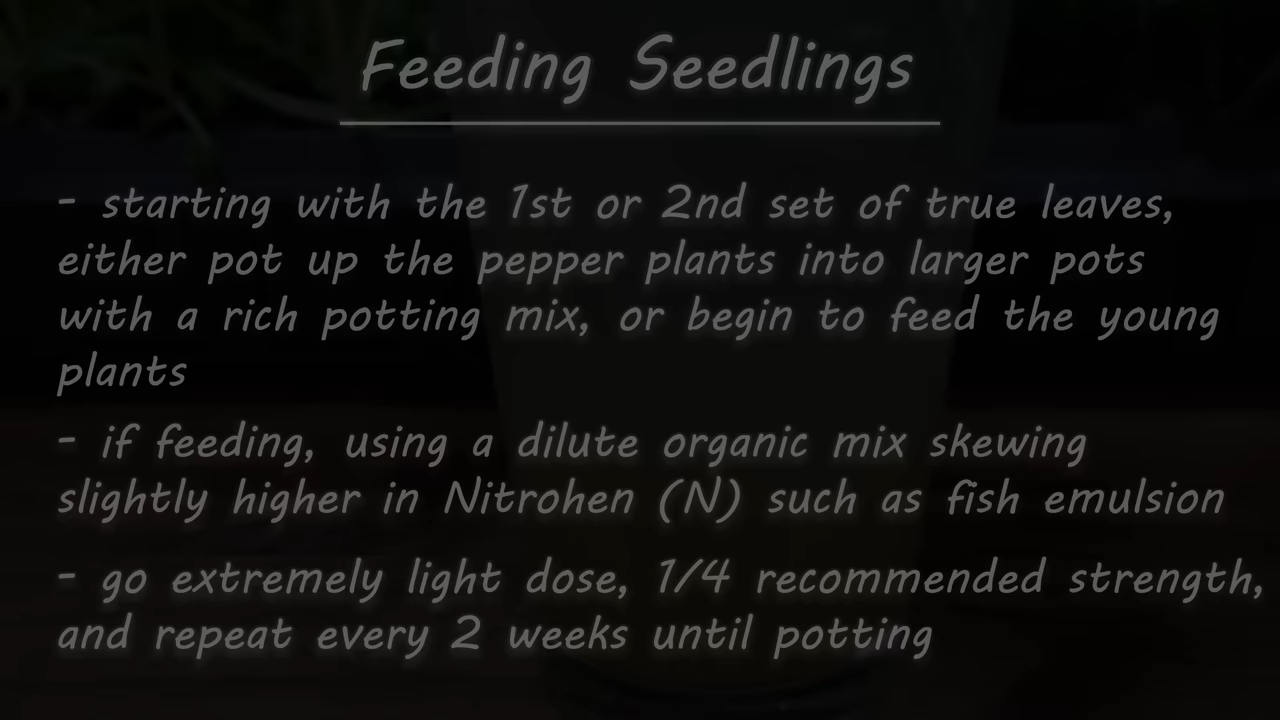 Feeding Seedlings
- starting with the 1st or 2nd set of true leaves,
either pot up the pepper plants into larger pots
with a rich potting mix, or begin to feed the young
plants
- if feeding, using a dilute organic mix skewing
slightly higher in Nitrohen (N) such as fish emulsion
- go extremely light dose, 1/4 recommended strength,
and repeat every 2 weeks until potting